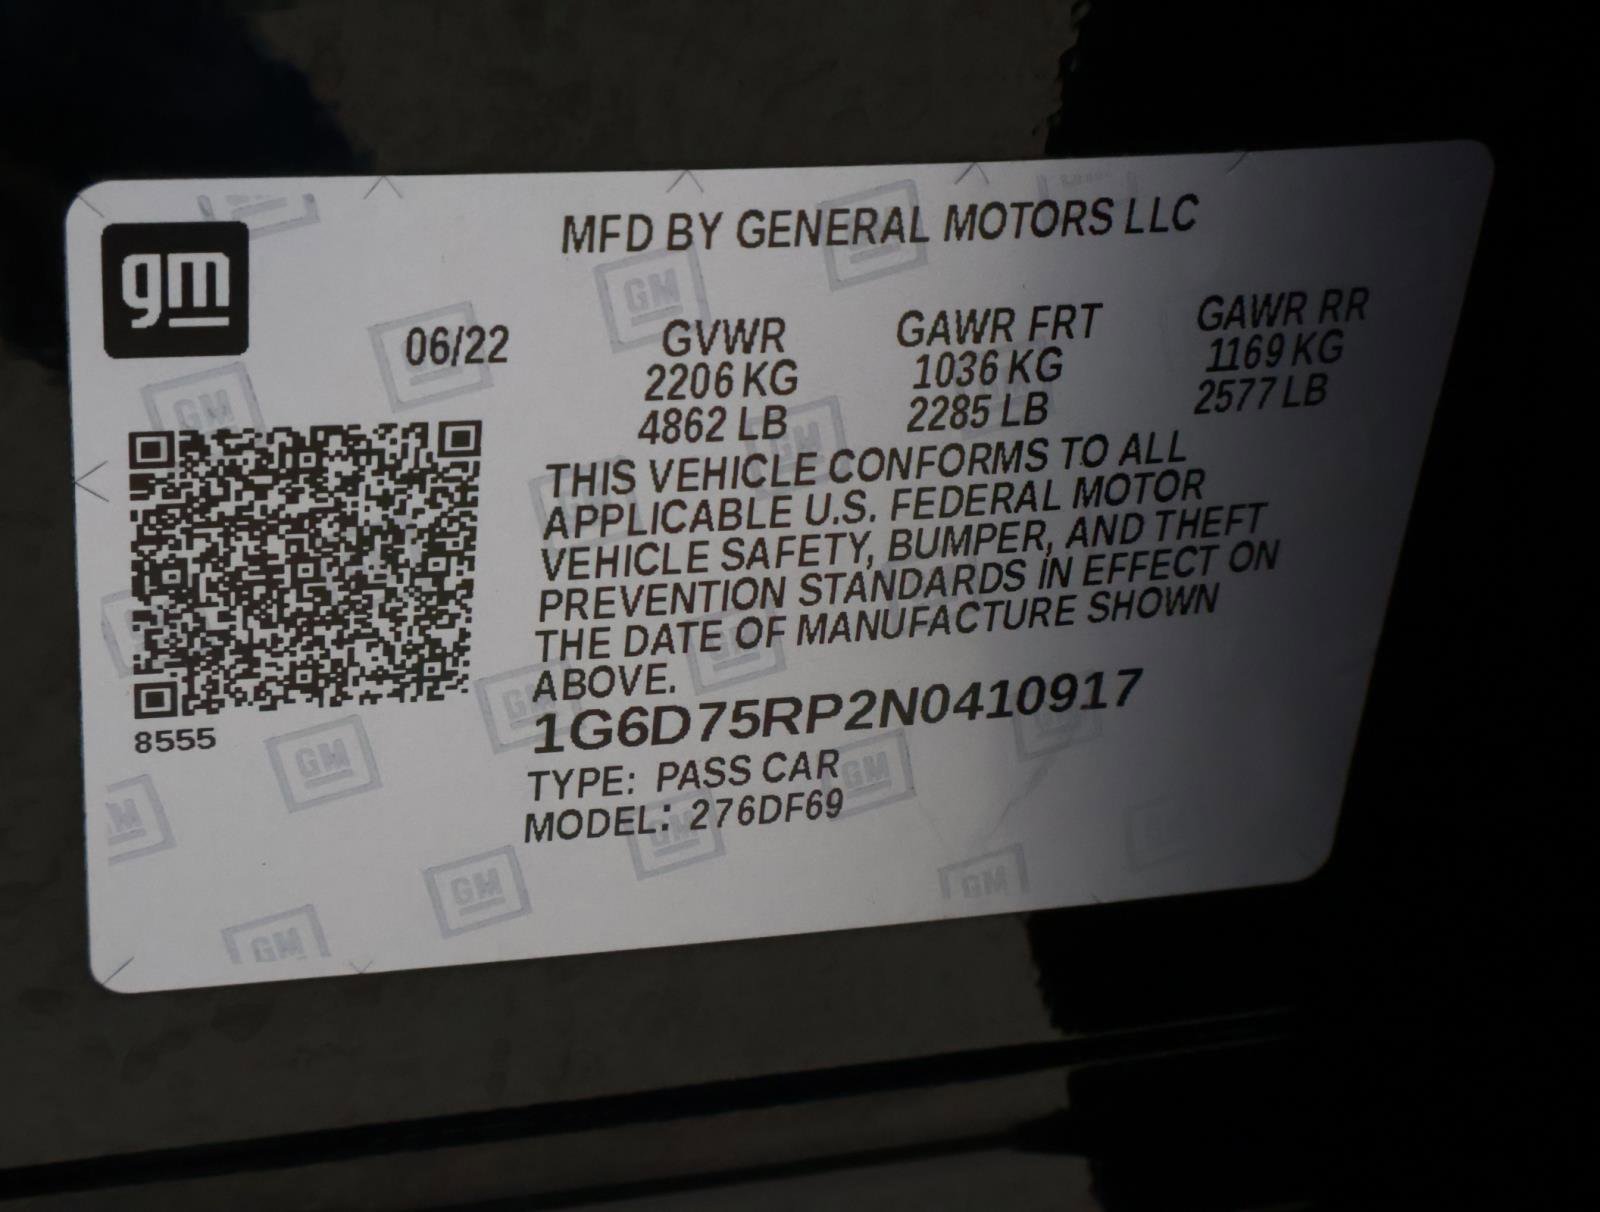 gm
MFD BY GENERAL MOTORS LLC
06/22 GVWR GAWR FRT GAWR RR
2206 KG 1036 KG 1169 KG
4862 LB 2285 LB 2577 LB
THIS VEHICLE CONFORMS TO ALL
APPLICABLE U.S. FEDERAL MOTOR
VEHICLE SAFETY, BUMPER, AND THEFT
PREVENTION STANDARDS IN EFFECT ON
THE DATE OF MANUFACTURE SHOWN
ABOVE.
1G6D75RP2N0410917
8555
TYPE: PASS CAR
MODEL: 276DF69